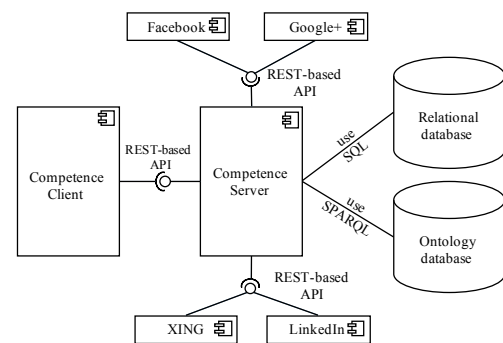 Facebook
Google+
REST-based
API
REST-based
API
Competence
Client
Competence
Server
use
SQL
use
SPARQL
Relational
database
Ontology
database
REST-based
API
XING
LinkedIn